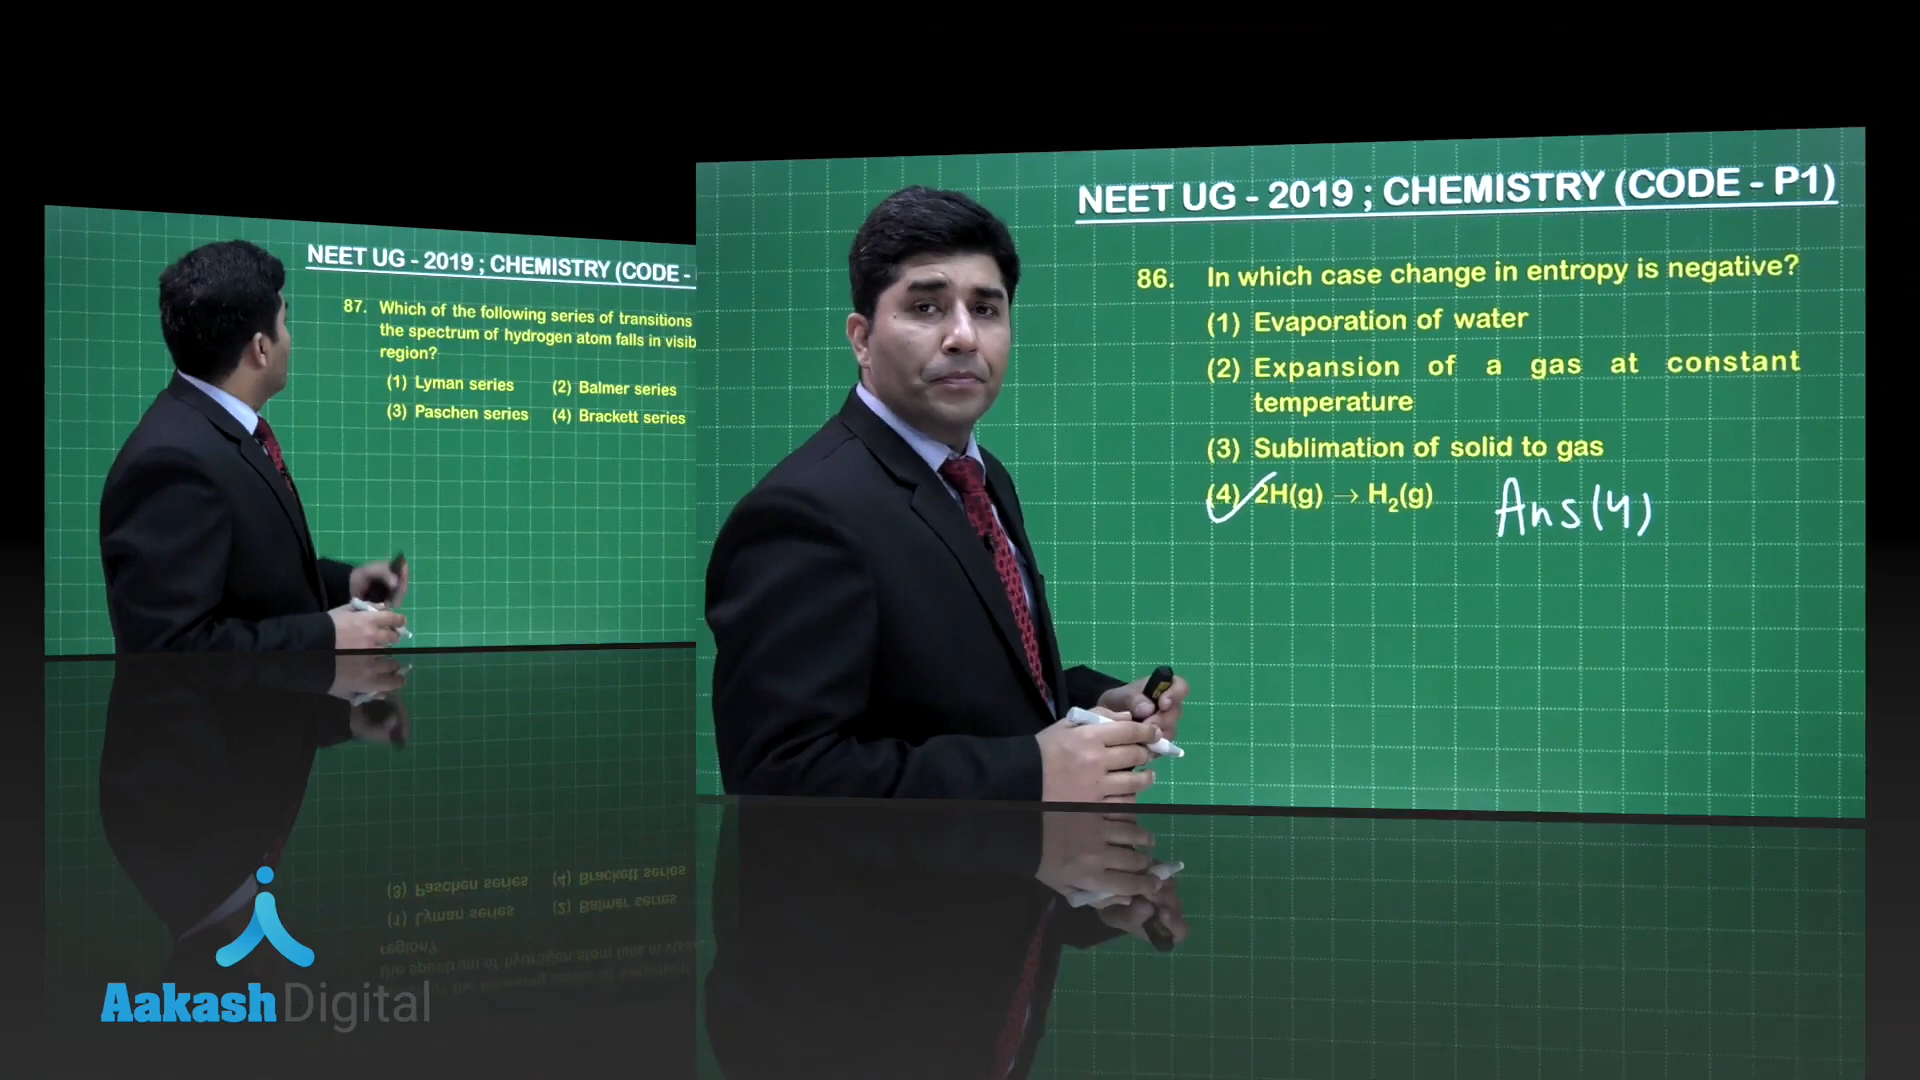 NEET UG - 2019 ; CHEMISTRY (CODE -
87. Which of the following series of transitions
the spectrum of hydrogen atom falls in visib
region?
(1) Lyman series (2) Balmer series
(3) Paschen series (4) Brackett series
NEET UG - 2019 ; CHEMISTRY (CODE - P1)
86. In which case change in entropy is negative?
(1) Evaporation of water
(2) Expansion of a gas at constant
temperature
(3) Sublimation of solid to gas
(4) 2H(g) → H₂(g)
Ans (4)
Aakash Digital